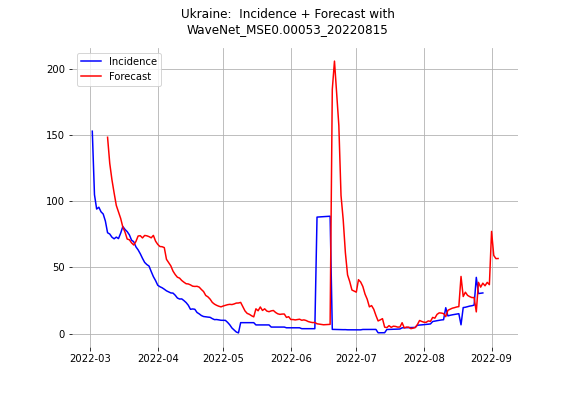 Ukraine:  Incidence + Forecast with
WaveNet_MSE0.00053_20220815
Incidence
Forecast
200
150
100
50
0
2022-03 2022-04 2022-05 2022-06 2022-07 2022-08 2022-09